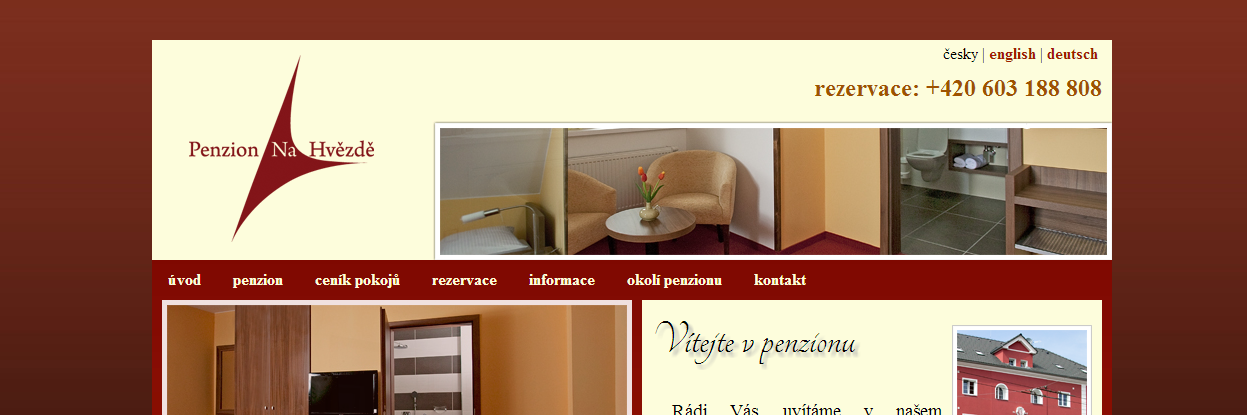 česky | english | deutsch
rezervace: +420 603 188 808
Penzion Na Hvězdě
úvod penzion ceník pokojů rezervace informace okolí penzionu kontakt
Vítejte v penzionu
Rádi Vás uvítáme v našem